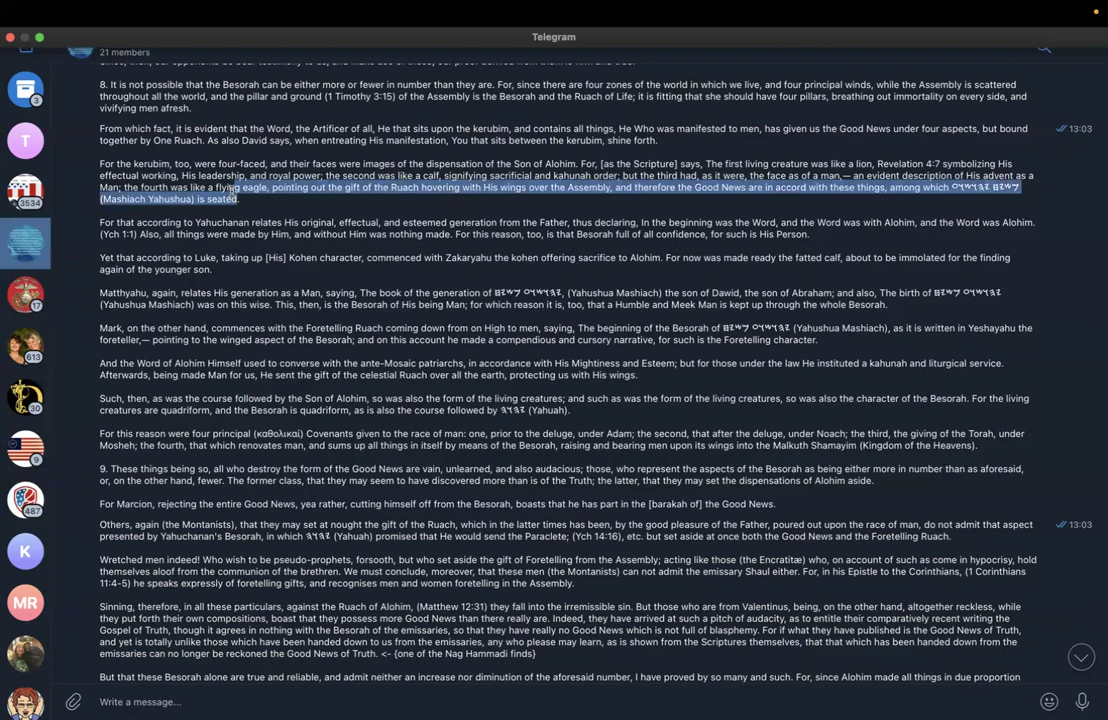 Telegram
21 members
8. It is not possible that the Besorah can be either more or fewer in number than they are. For, since there are four zones of the world in which we live, and four principal winds, while the Assembly is scattered
throughout all the world, and the pillar and ground (1 Timothy 3:15) of the Assembly is the Besorah and the Ruach of Life; it is fitting that she should have four pillars, breathing out immortality on every side, and
vivifying men afresh.
From which fact, it is evident that the Word, the Artificer of all, He that sits upon the kerubim, and contains all things, He Who was manifested to men, has given us the Good News under four aspects, but bound
together by One Ruach. As also David says, when entreating His manifestation, You that sits between the kerubim, shine forth.
13:03
For the kerubim, too, were four-faced, and their faces were images of the dispensation of the Son of Alohim. For, [as the Scripture] says, The first living creature was like a lion, Revelation 4:7 symbolizing His
effectual working, His leadership, and royal power; the second was like a calf, signifying sacrificial and kahunah order; but the third had, as it were, the face as of a man,— an evident description of His advent as a
Man; the fourth was like a flying eagle, pointing out the gift of the Ruach hovering with His wings over the Assembly, and therefore the Good News are in accord with these things, among which
(Mashiach Yahushua) is seated.
For that according to Yahuchanan relates His original, effectual, and esteemed generation from the Father, thus declaring, In the beginning was the Word, and the Word was with Alohim, and the Word was Alohim.
(Ych 1:1) Also, all things were made by Him, and without Him was nothing made. For this reason, too, is that Besorah full of all confidence, for such is His Person.
Yet that according to Luke, taking up [His] Kohen character, commenced with Zakaryahu the kohen offering sacrifice to Alohim. For now was made ready the fatted calf, about to be immolated for the finding
again of the younger son.
Matthyahu, again, relates His generation as a Man, saying, The book of the generation of (Yahushua Mashiach) the son of Dawid, the son of Abraham; and also, The birth of
(Yahushua Mashiach) was on this wise. This, then, is the Besorah of His being Man; for which reason it is, too, that a Humble and Meek Man is kept up through the whole Besorah.
Mark, on the other hand, commences with the Foretelling Ruach coming down from on High to men, saying, The beginning of the Besorah of (Yahushua Mashiach), as it is written in Yeshayahu the
foreteller,— pointing to the winged aspect of the Besorah; and on this account he made a compendious and cursory narrative, for such is the Foretelling character.
And the Word of Alohim Himself used to converse with the ante-Mosaic patriarchs, in accordance with His Mightiness and Esteem; but for those under the law He instituted a kahunah and liturgical service.
Afterwards, being made Man for us, He sent the gift of the celestial Ruach over all the earth, protecting us with His wings.
Such, then, as was the course followed by the Son of Alohim, so was also the form of the living creatures; and such as was the form of the living creatures, so was also the character of the Besorah. For the living
creatures are quadriform, and the Besorah is quadriform, as is also the course followed by (Yahuah).
For this reason were four principal (καθολικαί) Covenants given to the race of man: one, prior to the deluge, under Adam; the second, that after the deluge, under Noach; the third, the giving of the Torah, under
Mosheh; the fourth, that which renovates man, and sums up all things in itself by means of the Besorah, raising and bearing men upon its wings into the Malkuth Shamayim (Kingdom of the Heavens).
9. These things being so, all who destroy the form of the Good News are vain, unlearned, and also audacious; those, who represent the aspects of the Besorah as being either more in number than as aforesaid,
or, on the other hand, fewer. The former class, that they may seem to have discovered more than is of the Truth; the latter, that they may set the dispensations of Alohim aside.
For Marcion, rejecting the entire Good News, yea rather, cutting himself off from the Besorah, boasts that he has part in the [barakah of] the Good News.
Others, again (the Montanists), that they may set at nought the gift of the Ruach, which in the latter times has been, by the good pleasure of the Father, poured out upon the race of man, do not admit that aspect
presented by Yahuchanan's Besorah, in which (Yahuah) promised that He would send the Paraclete; (Ych 14:16), etc. but set aside at once both the Good News and the Foretelling Ruach.
13:03
Wretched men indeed! Who wish to be pseudo-prophets, forsooth, but who set aside the gift of Foretelling from the Assembly; acting like those (the Encratitæ) who, on account of such as come in hypocrisy, hold
themselves aloof from the communion of the brethren. We must conclude, moreover, that these men (the Montanists) can not admit the emissary Shaul either. For, in his Epistle to the Corinthians, (1 Corinthians
11:4-5) he speaks expressly of foretelling gifts, and recognises men and women foretelling in the Assembly.
Sinning, therefore, in all these particulars, against the Ruach of Alohim, (Matthew 12:31) they fall into the irremissible sin. But those who are from Valentinus, being, on the other hand, altogether reckless, while
they put forth their own compositions, boast that they possess more Good News than there really are. Indeed, they have arrived at such a pitch of audacity, as to entitle their comparatively recent writing the
Gospel of Truth, though it agrees in nothing with the Besorah of the emissaries, so that they have really no Good News which is not full of blasphemy. For if what they have published is the Good News of Truth,
and yet is totally unlike those which have been handed down to us from the emissaries, any who please may learn, as is shown from the Scriptures themselves, that that which has been handed down from the
emissaries can no longer be reckoned the Good News of Truth. <- {one of the Nag Hammadi finds}
But that these Besorah alone are true and reliable, and admit neither an increase nor diminution of the aforesaid number, I have proved by so many and such. For, since Alohim made all things in due proportion
Write a message...
3
T
3534
17
613
30
9
487
K
MR